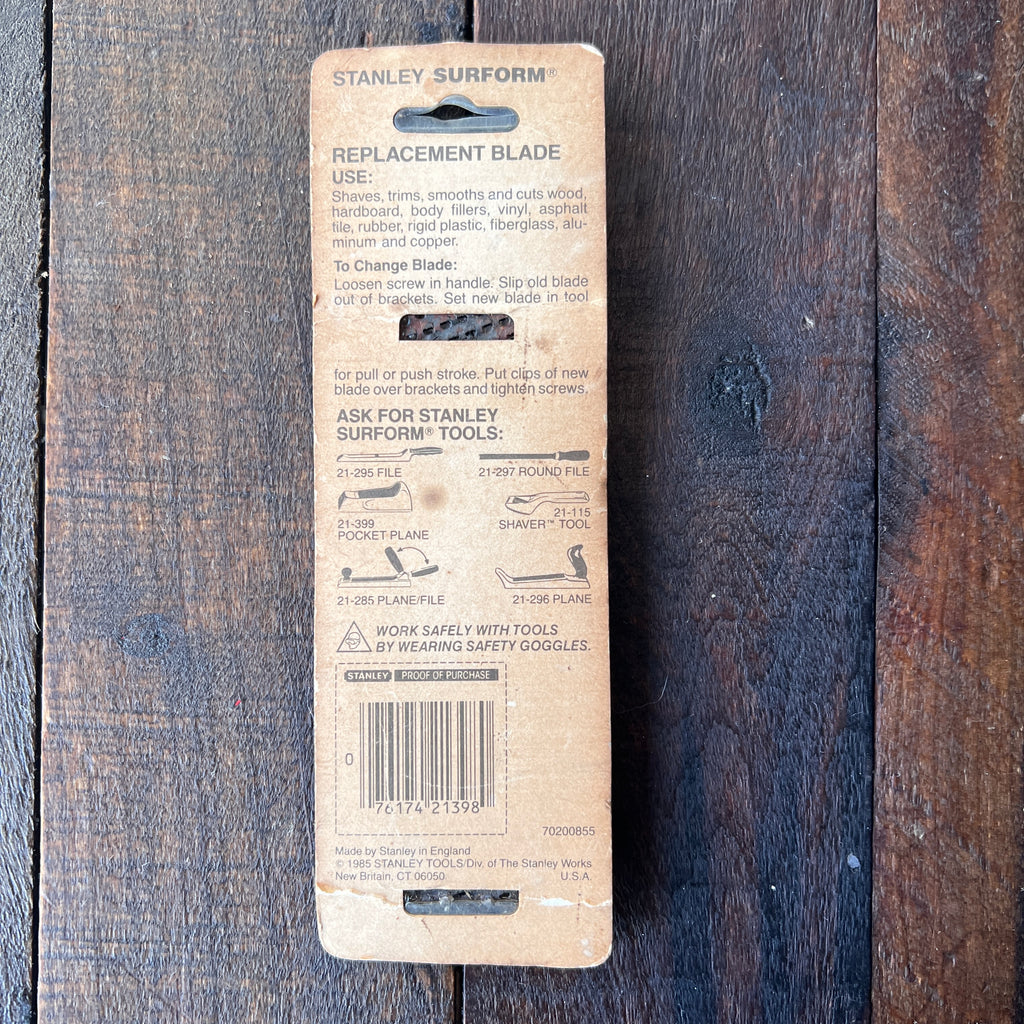 STANLEY SURFORM®
REPLACEMENT BLADE
USE:
Shaves, trims, smooths and cuts wood,
hardboard, body fillers, vinyl, asphalt
tile, rubber, rigid plastic, fiberglass, alu-
minum and copper.
To Change Blade:
Loosen screw in handle. Slip old blade
out of brackets. Set new blade in tool
for pull or push stroke. Put clips of new
blade over brackets and tighten screws.
ASK FOR STANLEY
SURFORM® TOOLS:
21-295 FILE
21-297 ROUND FILE
21-399
POCKET PLANE
21-115
SHAVER™ TOOL
21-285 PLANE/FILE
21-296 PLANE
WORK SAFELY WITH TOOLS
BY WEARING SAFETY GOGGLES.
STANLEY PROOF OF PURCHASE
0
76174 21398
70200855
Made by Stanley in England
© 1985 STANLEY TOOLS/Div. of The Stanley Works
New Britain, CT 06050 U.S.A.